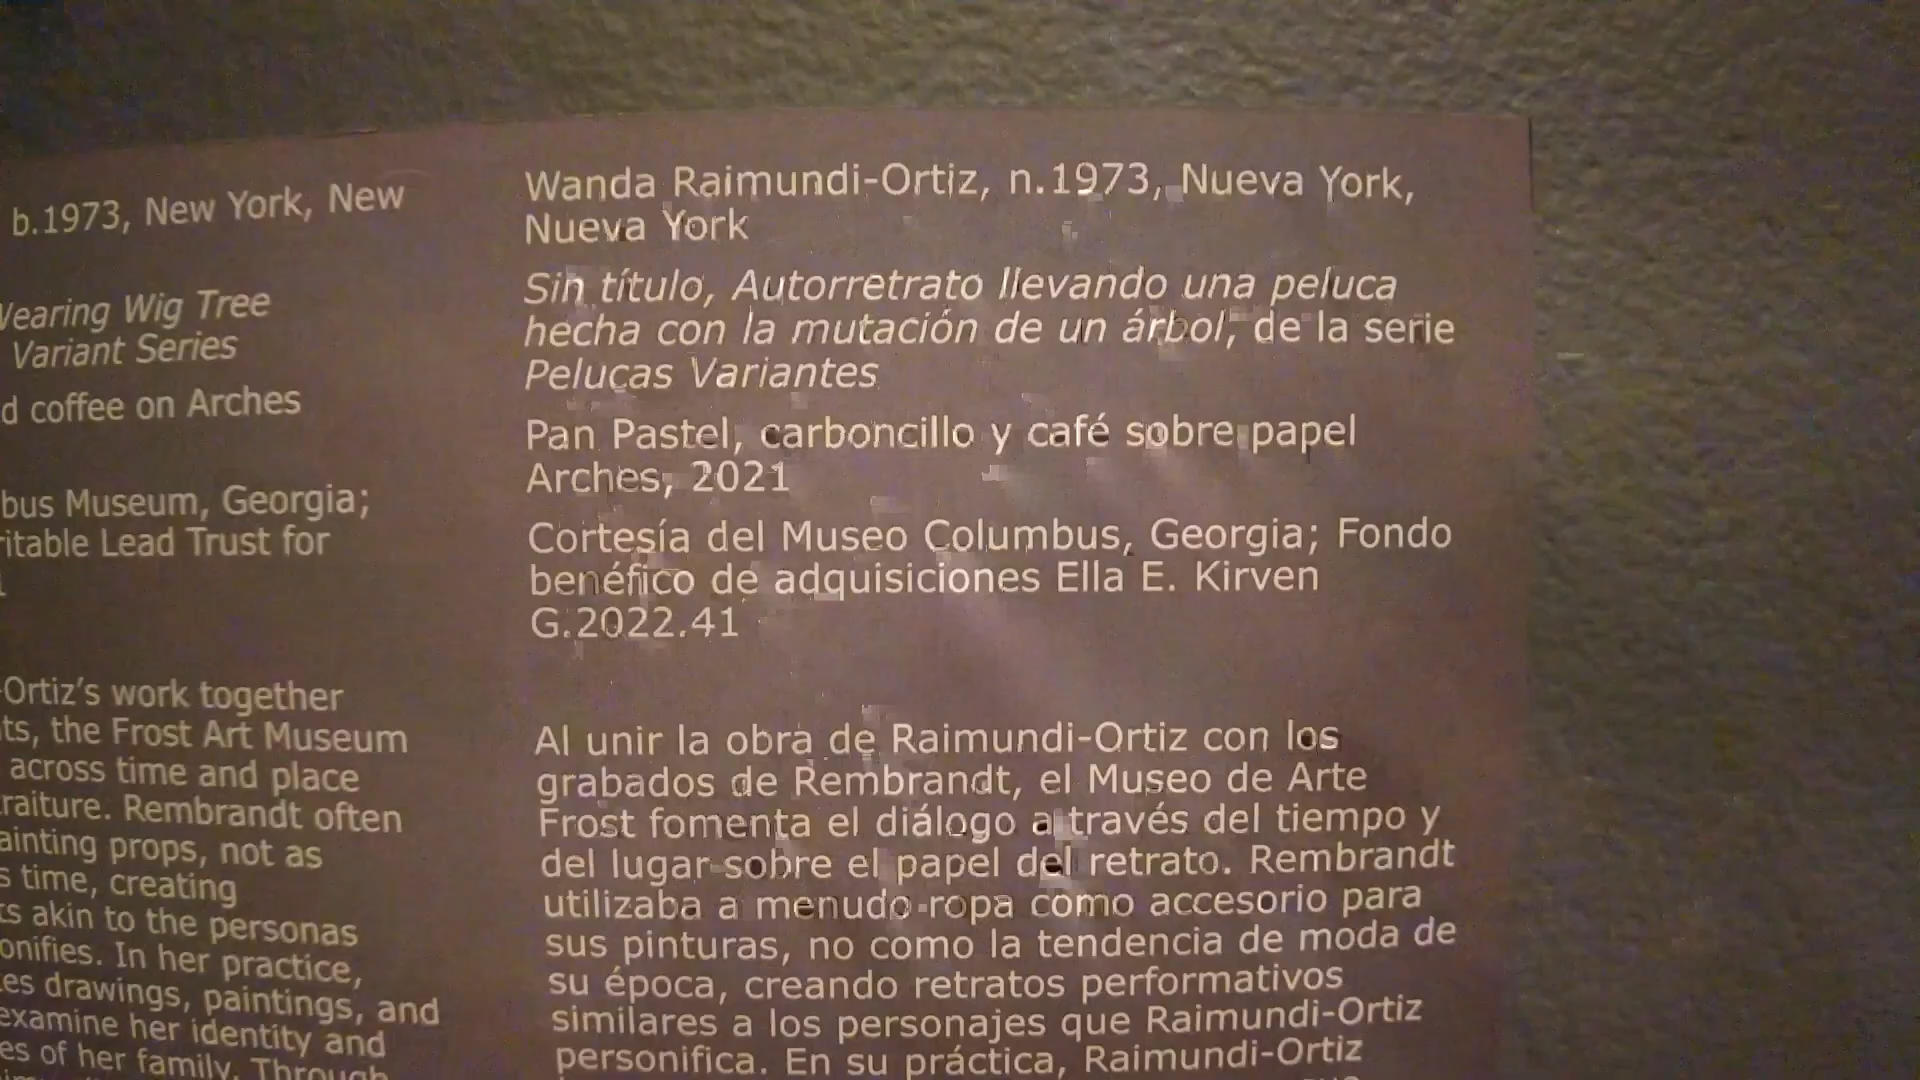 b.1973, New York, New
Wearing Wig Tree
Variant Series
d coffee on Arches
bus Museum, Georgia;
ritable Lead Trust for
-Ortiz's work together
ts, the Frost Art Museum
across time and place
raiture. Rembrandt often
ainting props, not as
s time, creating
ts akin to the personas
onifies. In her practice,
es drawings, paintings, and
examine her identity and
es of her family. Through
Wanda Raimundi-Ortiz, n.1973, Nueva York,
Nueva York
Sin título, Autorretrato llevando una peluca
hecha con la mutación de un árbol, de la serie
Pelucas Variantes
Pan Pastel, carboncillo y café sobre papel
Arches, 2021
Cortesía del Museo Columbus, Georgia; Fondo
benéfico de adquisiciones Ella E. Kirven
G.2022.41
Al unir la obra de Raimundi-Ortiz con los
grabados de Rembrandt, el Museo de Arte
Frost fomenta el diálogo a través del tiempo y
del lugar sobre el papel del retrato. Rembrandt
utilizaba a menudo ropa como accesorio para
sus pinturas, no como la tendencia de moda de
su época, creando retratos performativos
similares a los personajes que Raimundi-Ortiz
personifica. En su práctica, Raimundi-Ortiz